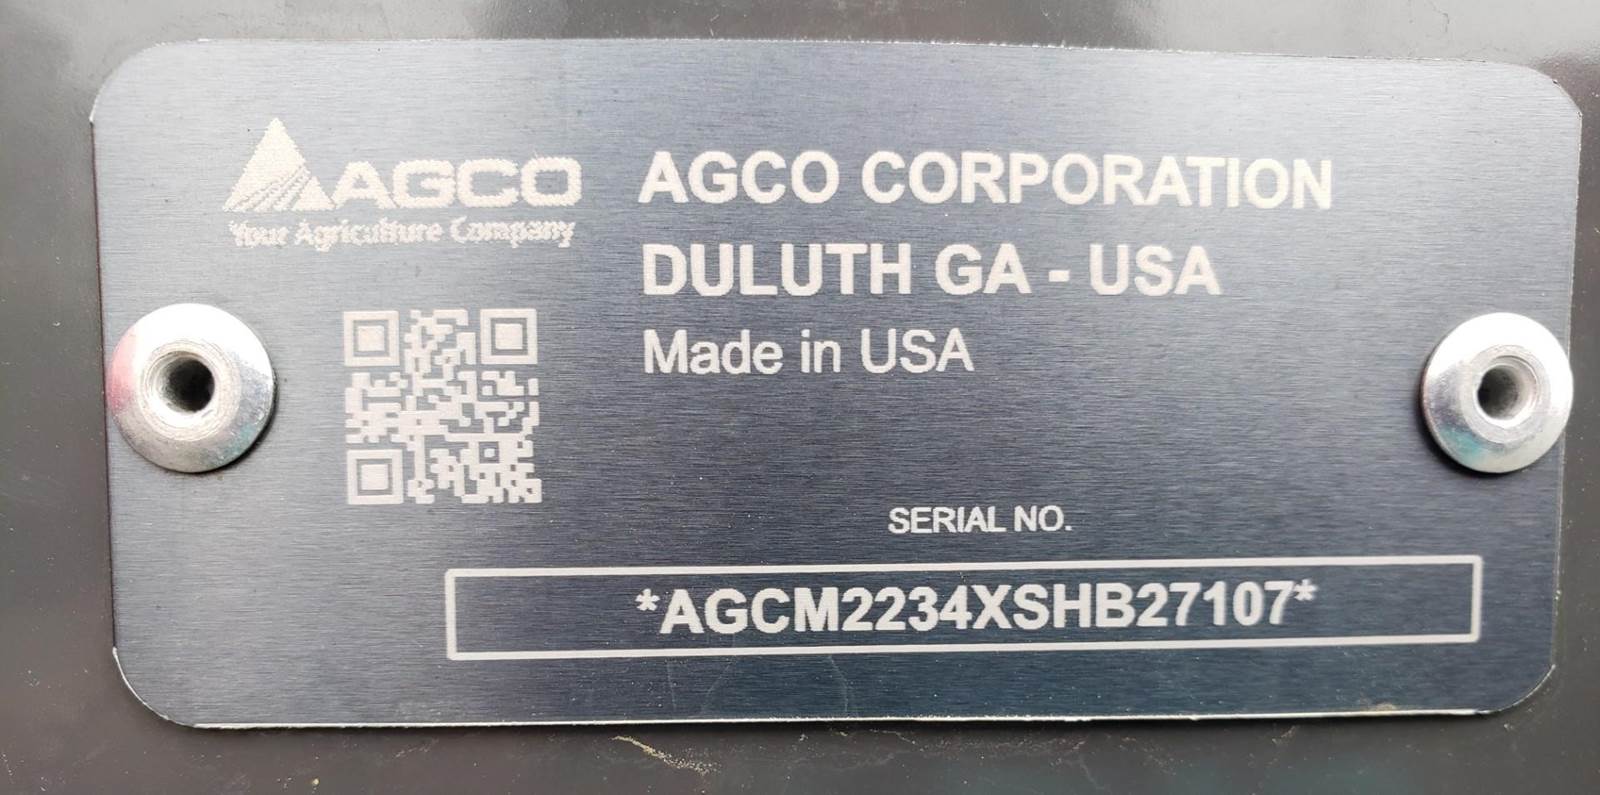 AGCO
Your Agriculture Company
AGCO CORPORATION
DULUTH GA - USA
Made in USA
SERIAL NO.
*AGCM2234XSHB27107*